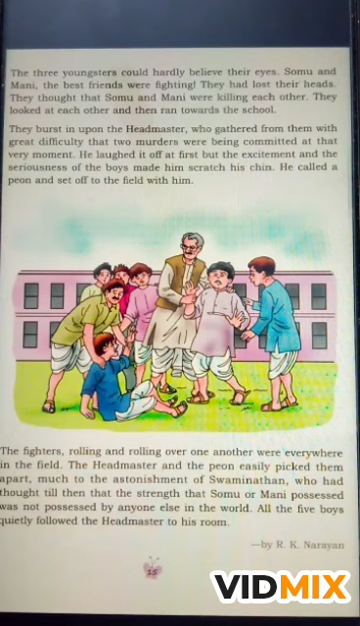 The three youngsters could hardly believe their eyes. Somu and
Mani, the best friends were fighting! They had lost their heads.
They thought that Somu and Mani were killing each other. They
looked at each other and then ran towards the school.
They burst in upon the Headmaster, who gathered from them with
great difficulty that two murders were being committed at that
very moment. He laughed it off at first but the excitement and the
seriousness of the boys made him scratch his chin. He called a
peon and set off to the field with him.
The fighters, rolling and rolling over one another were everywhere
in the field. The Headmaster and the peon easily picked them
apart, much to the astonishment of Swaminathan, who had
thought till then that the strength that Somu or Mani possessed
was not possessed by anyone else in the world. All the five boys
quietly followed the Headmaster to his room.
—by R. K. Narayan
VIDMIX